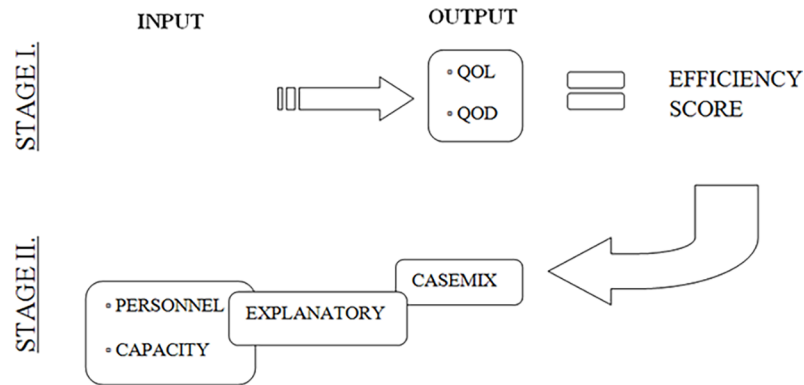 INPUT
OUTPUT
STAGE I.
▫ QOL
▫ QOD
EFFICIENCY
SCORE
STAGE II.
CASEMIX
▫ PERSONNEL
EXPLANATORY
▫ CAPACITY